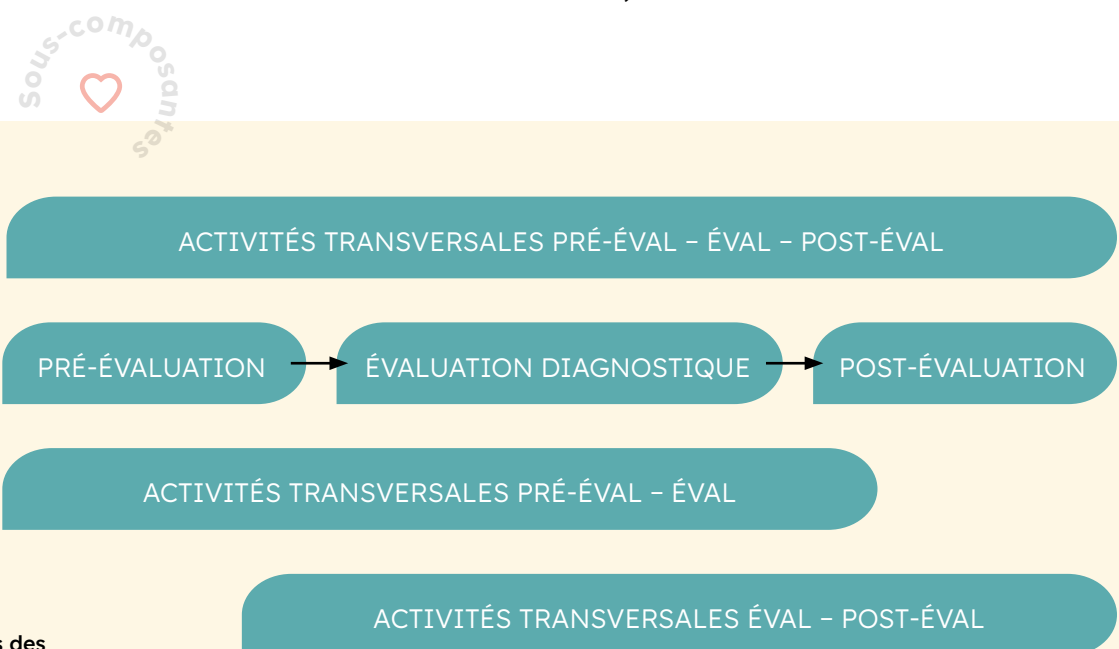 Sous-composantes
ACTIVITÉS TRANSVERSALES PRÉ-ÉVAL – ÉVAL – POST-ÉVAL
PRÉ-ÉVALUATION
ÉVALUATION DIAGNOSTIQUE
POST-ÉVALUATION
ACTIVITÉS TRANSVERSALES PRÉ-ÉVAL – ÉVAL
ACTIVITÉS TRANSVERSALES ÉVAL – POST-ÉVAL
des